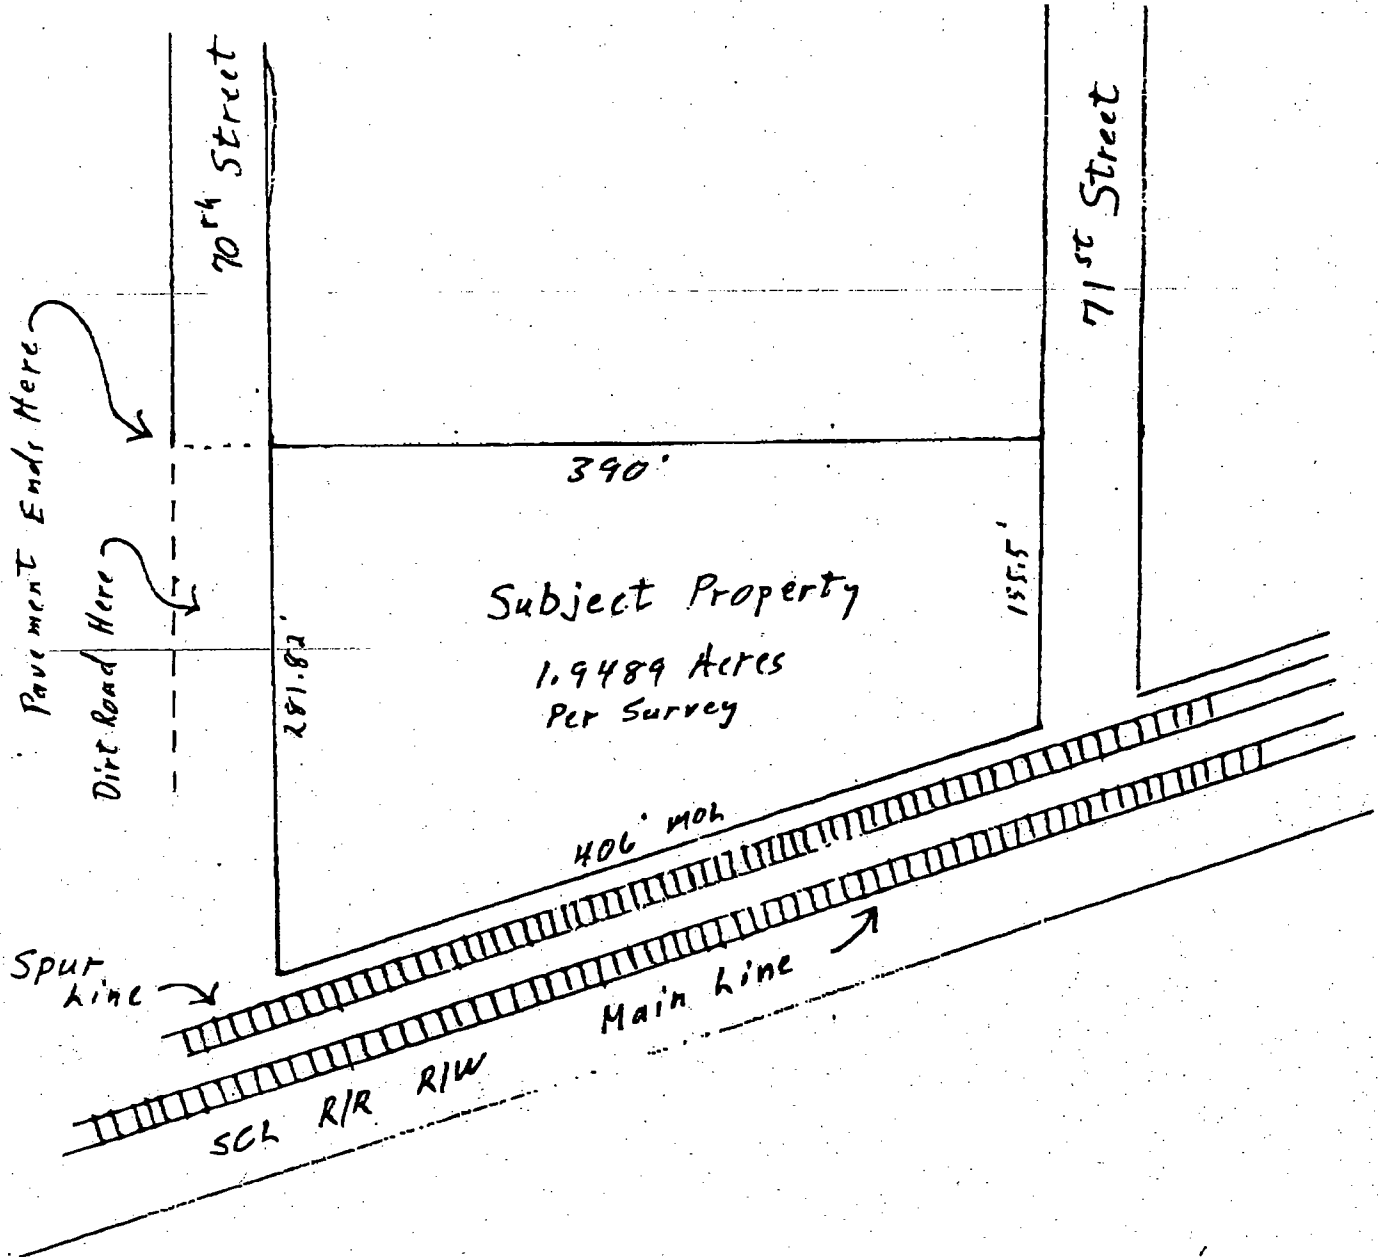 70th Street
71st Street
Pavement Ends Here
Dirt Road Here
390'
281.82'
155.5'
Subject Property
1.9489 Acres
Per Survey
406' MOL
Spur
Line
Main Line
SCL R/R R/W